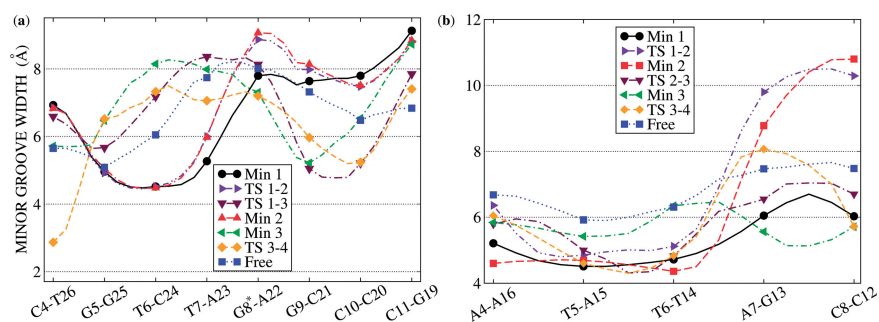 (a)
MINOR GROOVE WIDTH (Å)
8
6
4
2
Min 1
TS 1-2
TS 1-3
Min 2
Min 3
TS 3-4
Free
C4-T26
G5-G25
T6-C24
T7-A23
G8*-A22
G9-C21
C10-C20
C11-G19
(b)
12
10
8
6
4
Min 1
TS 1-2
Min 2
TS 2-3
Min 3
TS 3-4
Free
A4-A16
T5-A15
T6-T14
A7-G13
C8-C12